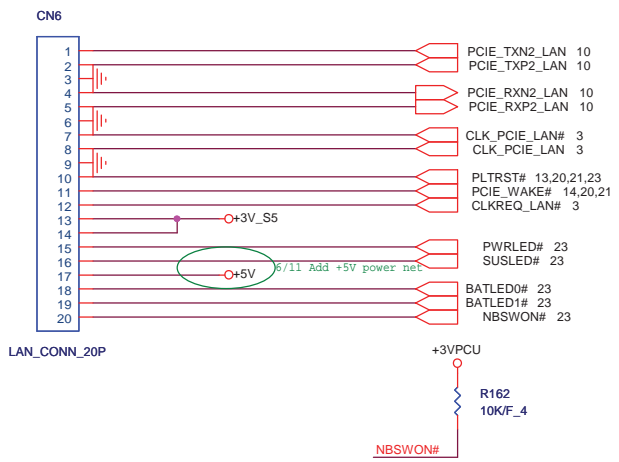 CN6
1 PCIE_TXN2_LAN 10
2 PCIE_TXP2_LAN 10
3
4 PCIE_RXN2_LAN 10
5 PCIE_RXP2_LAN 10
6
7 CLK_PCIE_LAN# 3
8 CLK_PCIE_LAN 3
9
10 PLTRST# 13,20,21,23
11 PCIE_WAKE# 14,20,21
12 CLKREQ_LAN# 3
13 +3V_S5
14
15 PWRLED# 23
16 SUSLED# 23
6/11 Add +5V power net
17 +5V
18 BATLED0# 23
19 BATLED1# 23
20 NBSWON# 23
LAN_CONN_20P
+3VPCU
R162
10K/F_4
NBSWON#